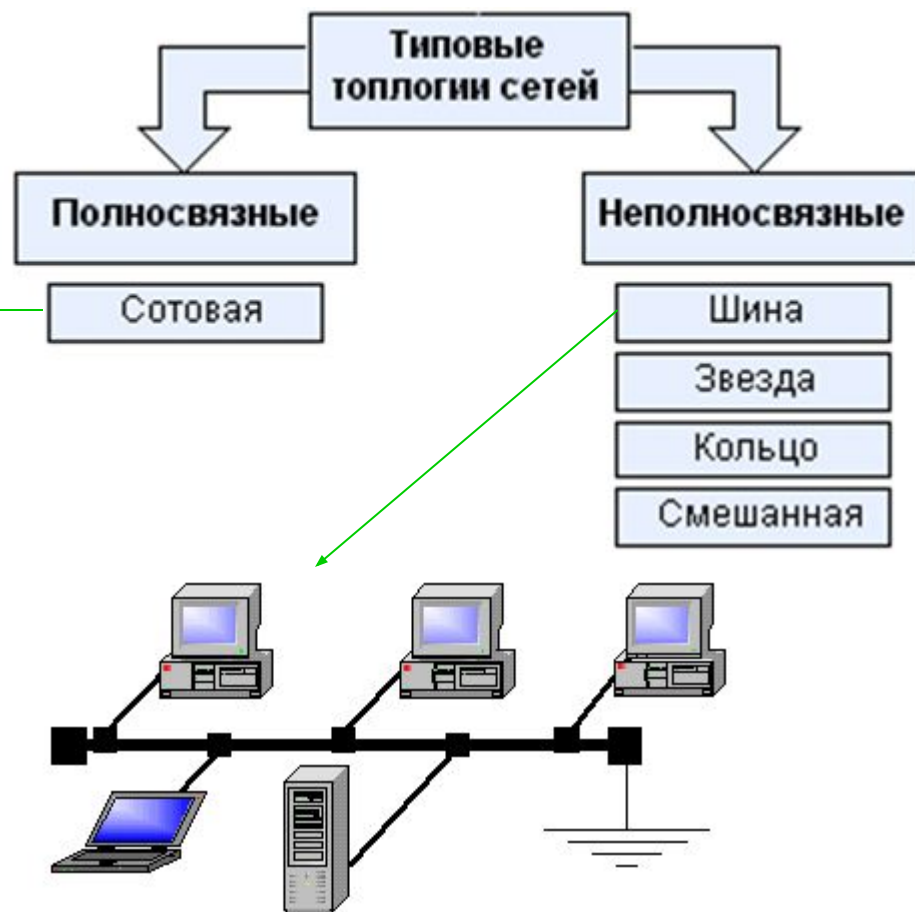 Типовые
топлогии сетей
Полносвязные
Неполносвязные
Сотовая
Шина
Звезда
Кольцо
Смешанная